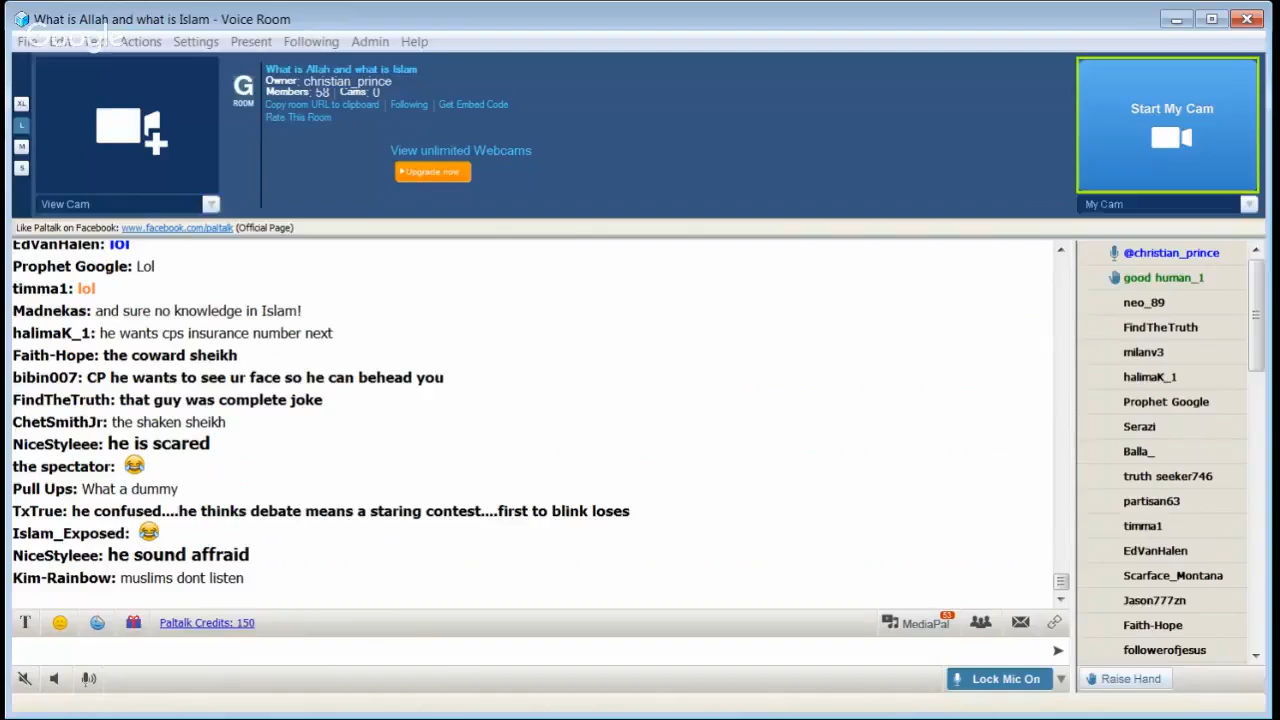 What is Allah and what is Islam - Voice Room
Google
File Edit Actions Settings Present Following Admin Help
G
ROOM
What is Allah and what is Islam
Owner: christian_prince
Members: 58 | Cams: 0
Copy room URL to clipboard | Following | Get Embed Code
Rate This Room
View unlimited Webcams
Upgrade now
XL
L
M
S
View Cam
Start My Cam
My Cam
Like Paltalk on Facebook: www.facebook.com/paltalk (Official Page)
EdVanHalen: lol
Prophet Google: Lol
timma1: lol
Madnekas: and sure no knowledge in Islam!
halimaK_1: he wants cps insurance number next
Faith-Hope: the coward sheikh
bibin007: CP he wants to see ur face so he can behead you
FindTheTruth: that guy was complete joke
ChetSmithJr: the shaken sheikh
NiceStyleee: he is scared
the spectator:
Pull Ups: What a dummy
TxTrue: he confused....he thinks debate means a staring contest....first to blink loses
Islam_Exposed:
NiceStyleee: he sound affraid
Kim-Rainbow: muslims dont listen
@christian_prince
good human_1
neo_89
FindTheTruth
milanv3
halimaK_1
Prophet Google
Serazi
Balla_
truth seeker746
partisan63
timma1
EdVanHalen
Scarface_Montana
Jason777zn
Faith-Hope
followerofjesus
T
Paltalk Credits: 150
MediaPal
53
Lock Mic On
Raise Hand